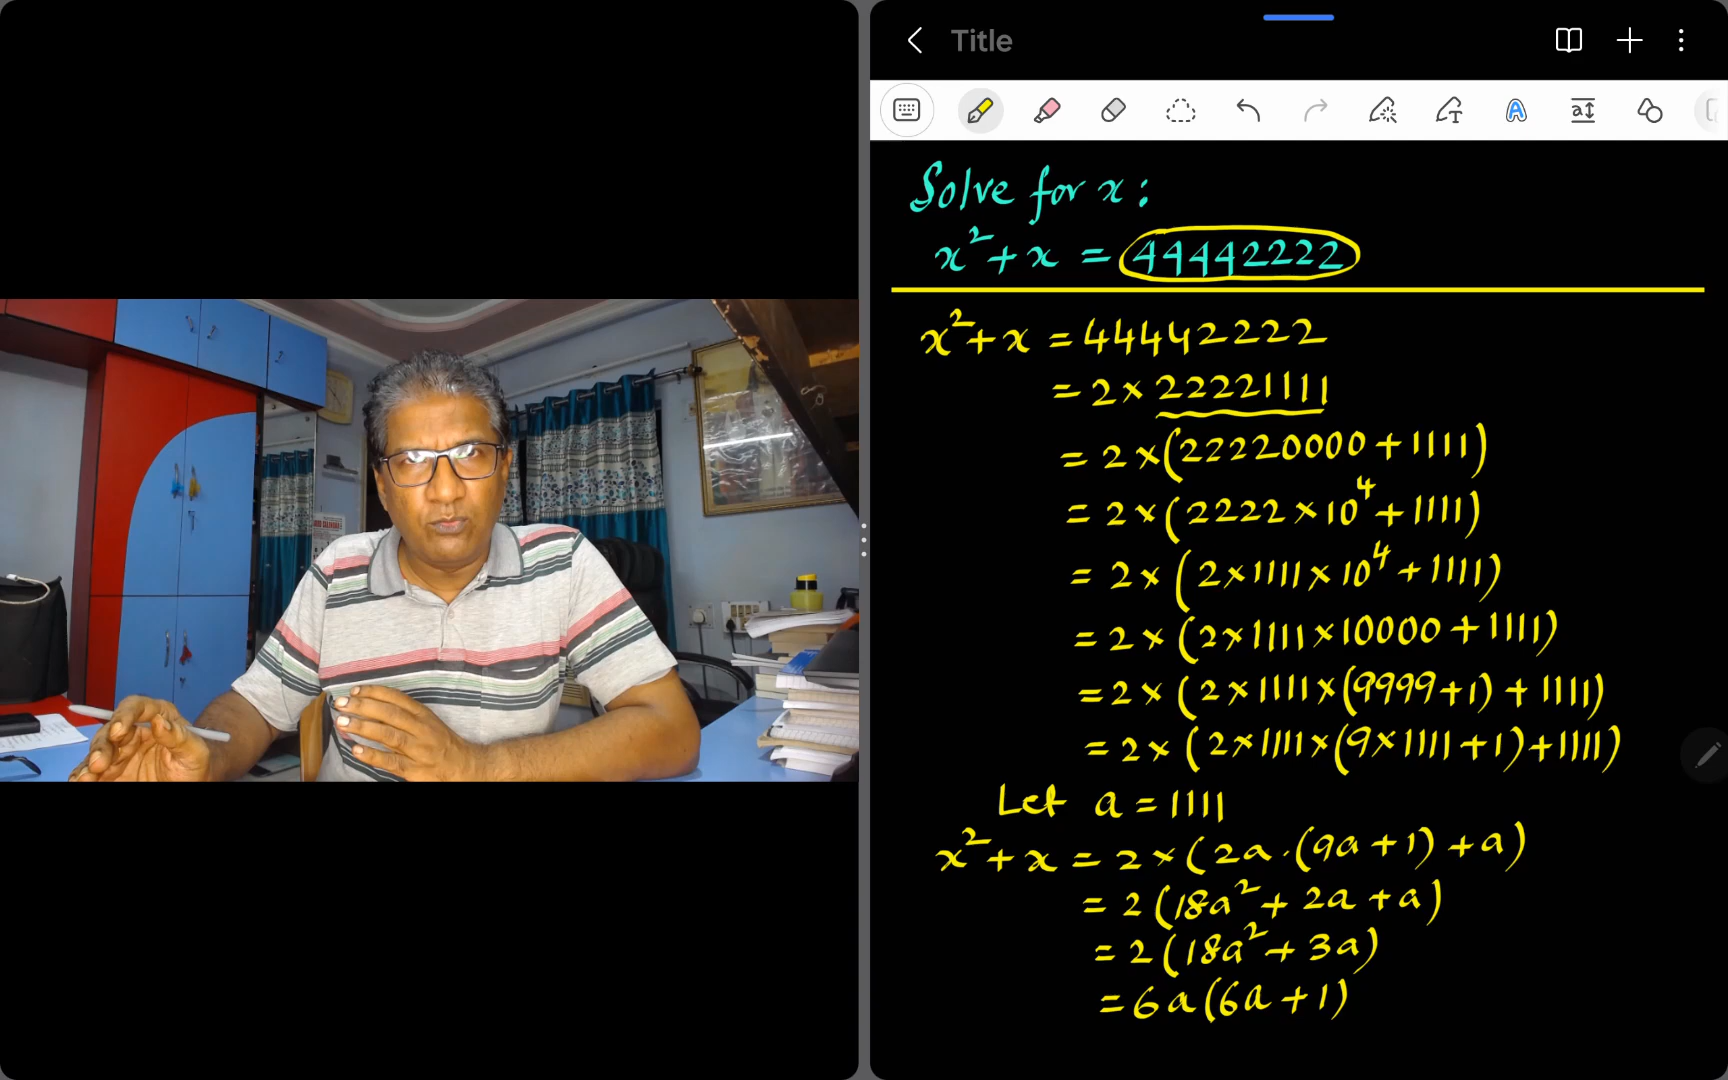 Title
Solve for x:
x²+x = 44442222
x²+x = 44442222
= 2 × 22221111
= 2 × (22220000 + 1111)
= 2 × (2222 × 10⁴ + 1111)
= 2 × (2 × 1111 × 10⁴ + 1111)
= 2 × (2 × 1111 × 10000 + 1111)
= 2 × (2 × 1111 × (9999 + 1) + 1111)
= 2 × (2 × 1111 × (9 × 1111 + 1) + 1111)
Let a = 1111
x²+x = 2 × (2a · (9a + 1) + a)
= 2 (18a² + 2a + a)
= 2 (18a² + 3a)
= 6a (6a + 1)